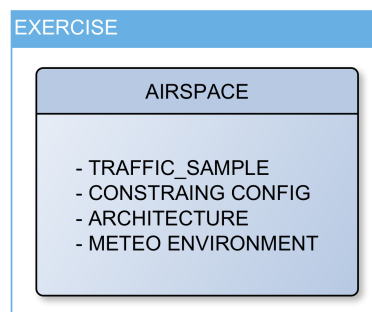 EXERCISE
AIRSPACE
- TRAFFIC_SAMPLE
- CONSTRAING CONFIG
- ARCHITECTURE
- METEO ENVIRONMENT